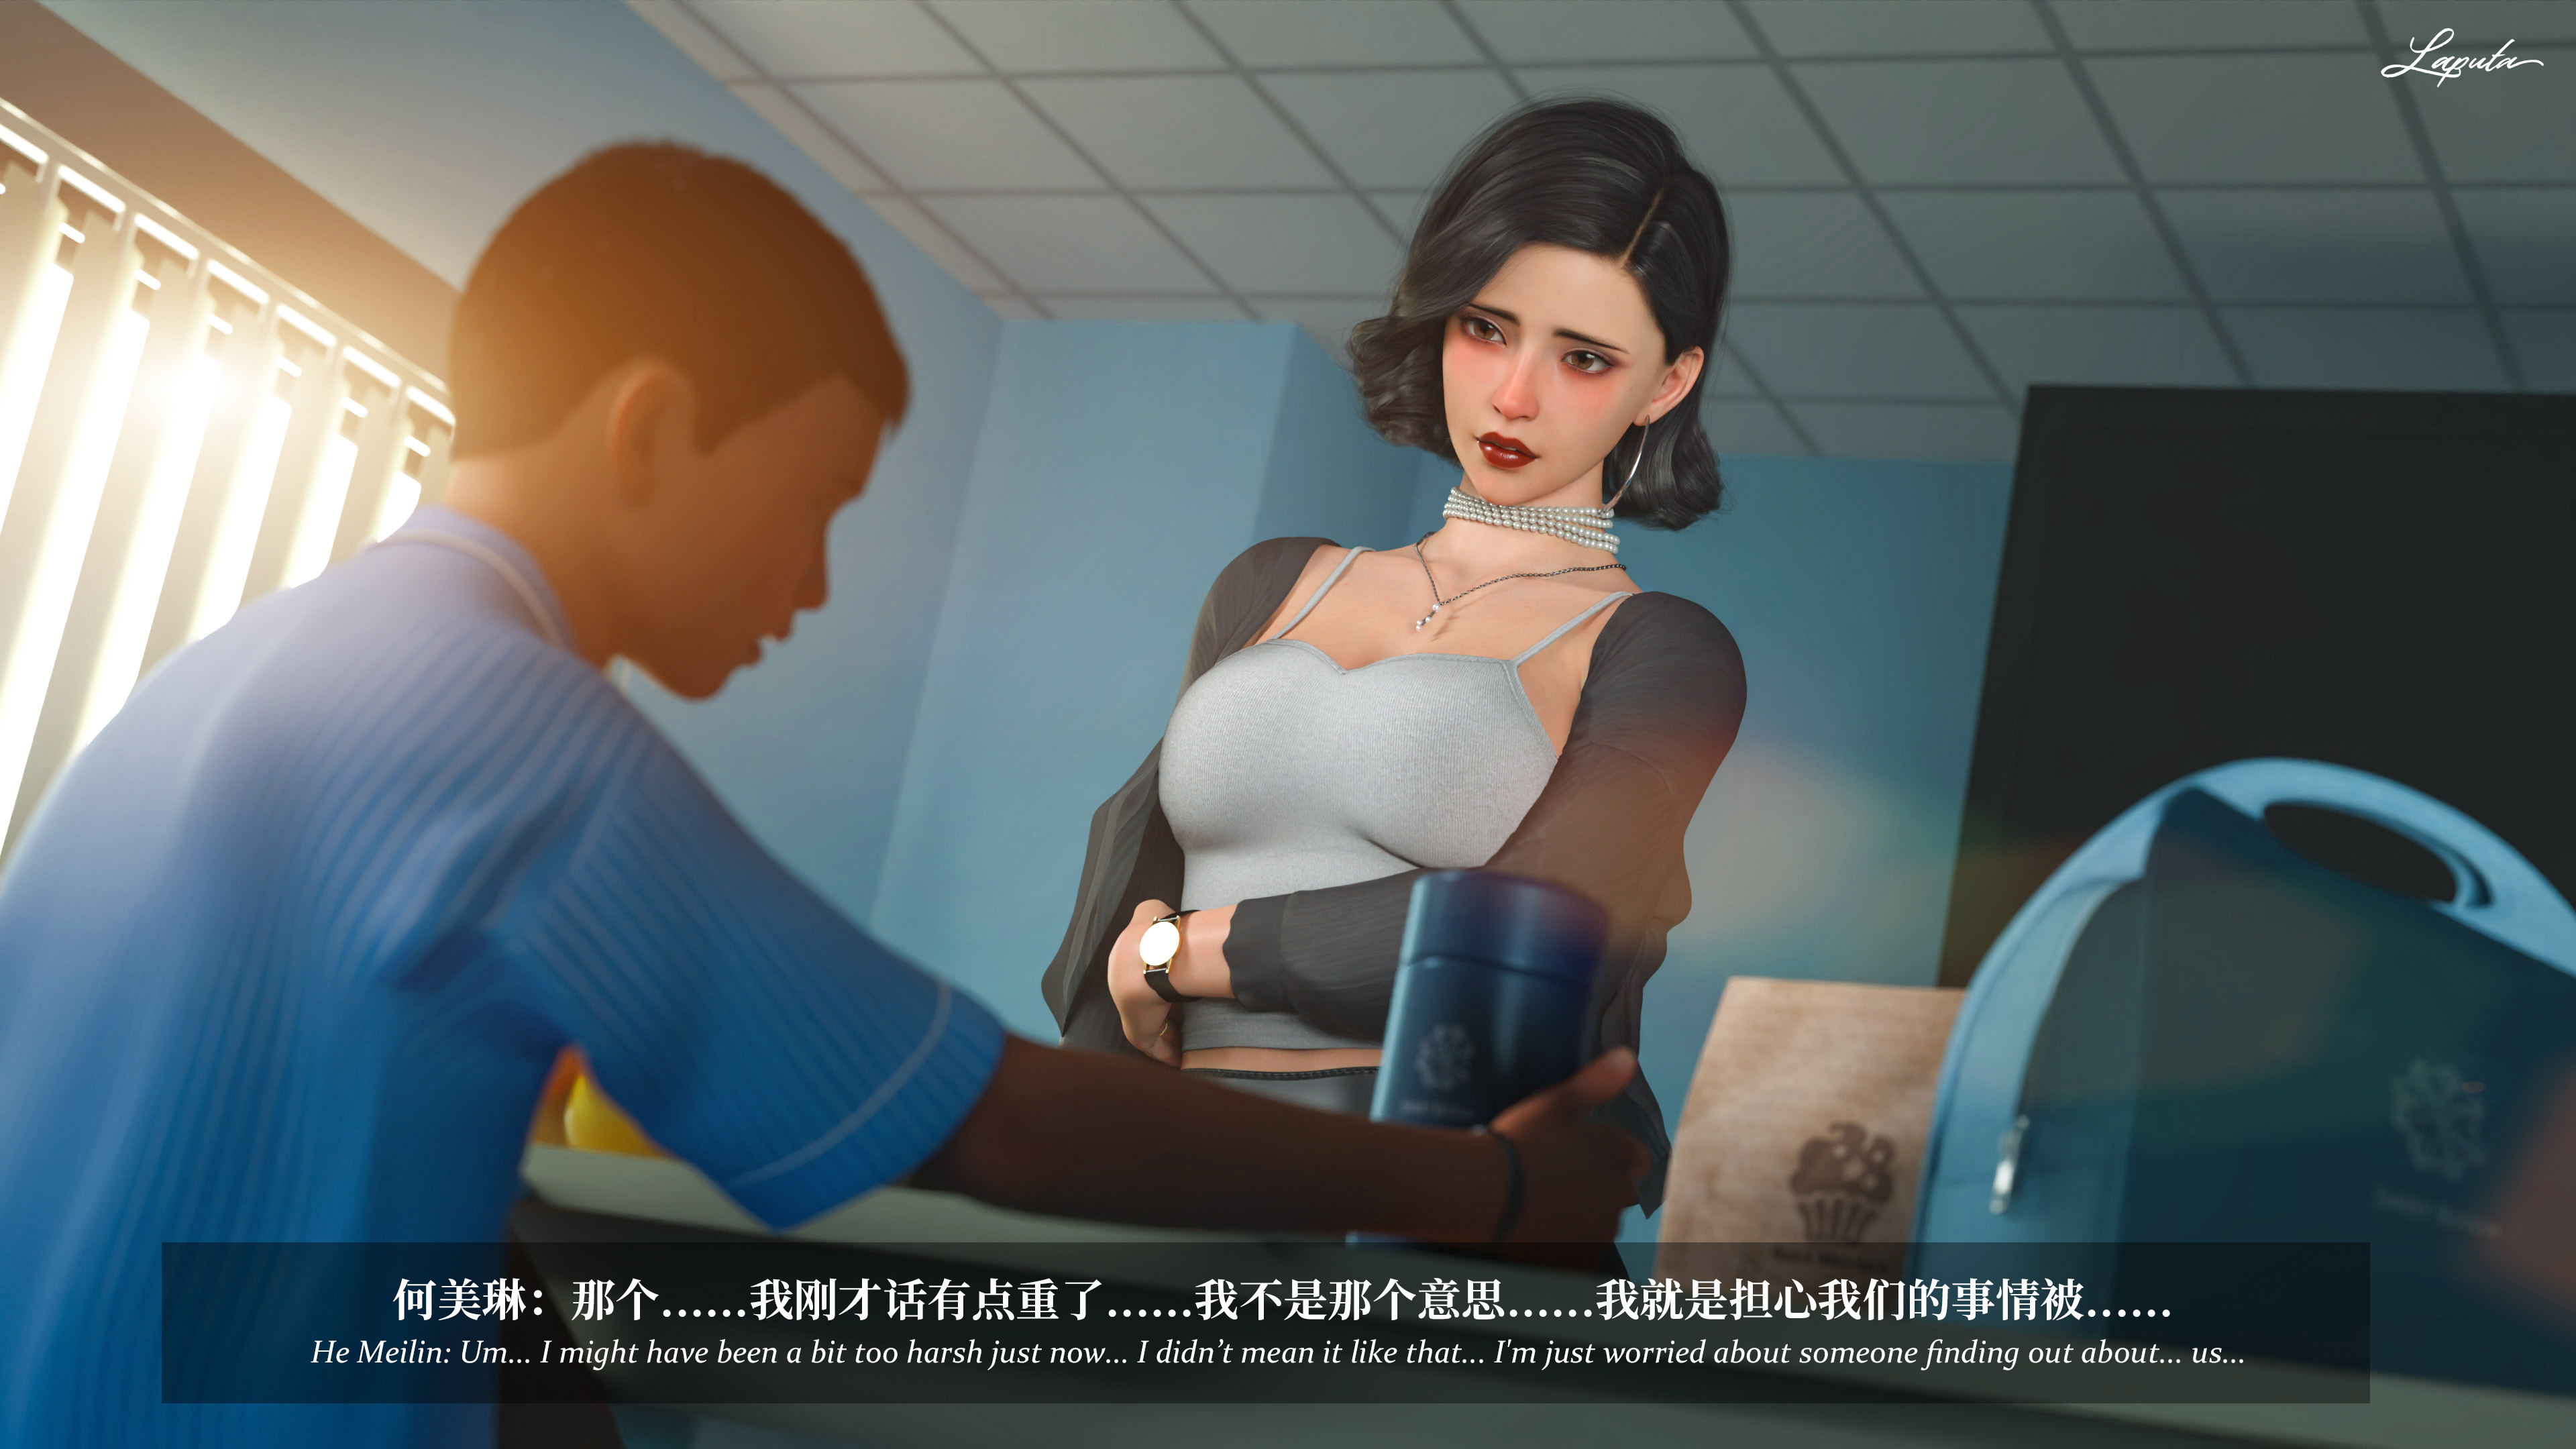 Laputa
何美琳：那个……我刚才话有点重了……我不是那个意思……我就是担心我们的事情被……
He Meilin: Um... I might have been a bit too harsh just now... I didn’t mean it like that... I'm just worried about someone finding out about... us...